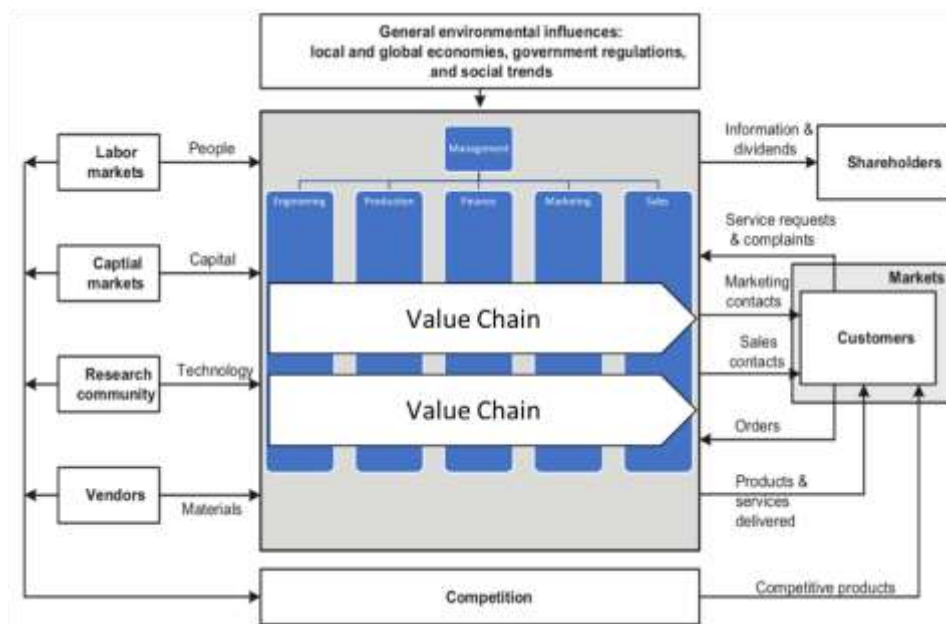 General environmental influences:
local and global economies, government regulations,
and social trends
Labor
markets
People
Captial
markets
Capital
Research
community
Technology
Vendors
Materials
Management
Engineering
Production
Finance
Marketing
Sales
Value Chain
Value Chain
Information &
dividends
Shareholders
Service requests
& complaints
Marketing
contacts
Markets
Customers
Sales
contacts
Orders
Products &
services
delivered
Competition
Competitive products